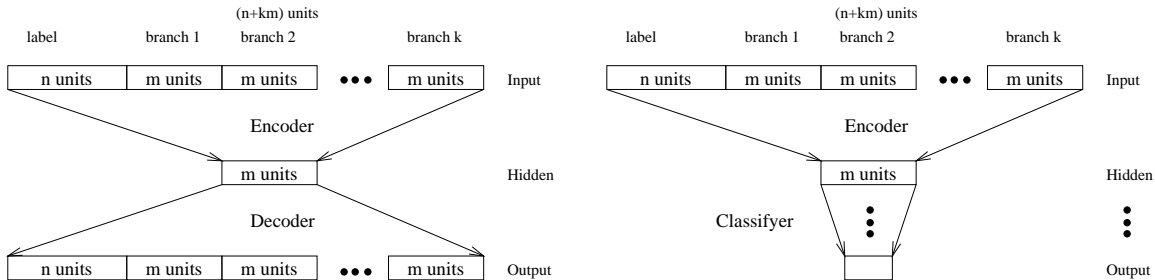 (n+km) units
label branch 1 branch 2 branch k
n units m units m units ••• m units Input
Encoder
m units Hidden
Decoder
n units m units m units ••• m units Output
(n+km) units
label branch 1 branch 2 branch k
n units m units m units ••• m units Input
Encoder
m units Hidden
Classifyer
Output